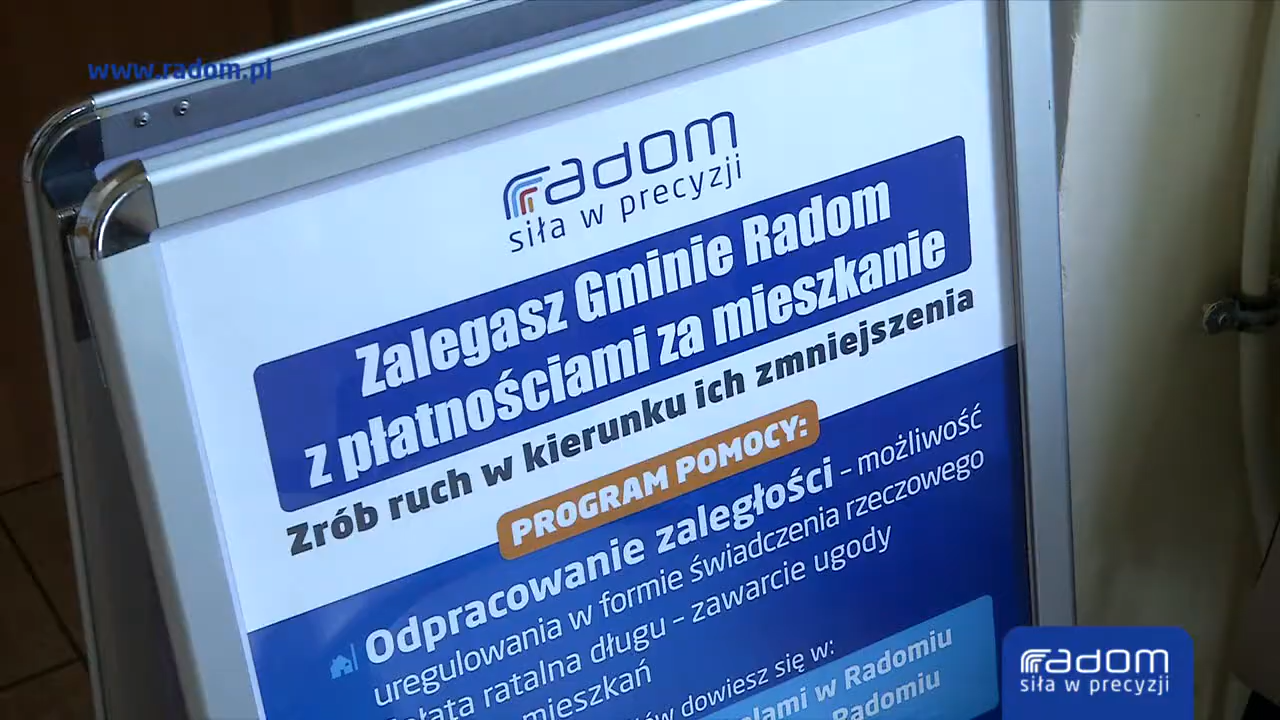 www.radom.pl
radom
siła w precyzji
Zalegasz Gminie Radom
z płatnościami za mieszkanie
Zrób ruch w kierunku ich zmniejszenia
PROGRAM POMOCY:
Odpracowanie zaległości - możliwość
uregulowania w formie świadczenia rzeczowego
ratalna długu - zawarcie ugody
mieszkań
dowiesz się w:
w Radomiu
Radomiu
radom
siła w precyzji